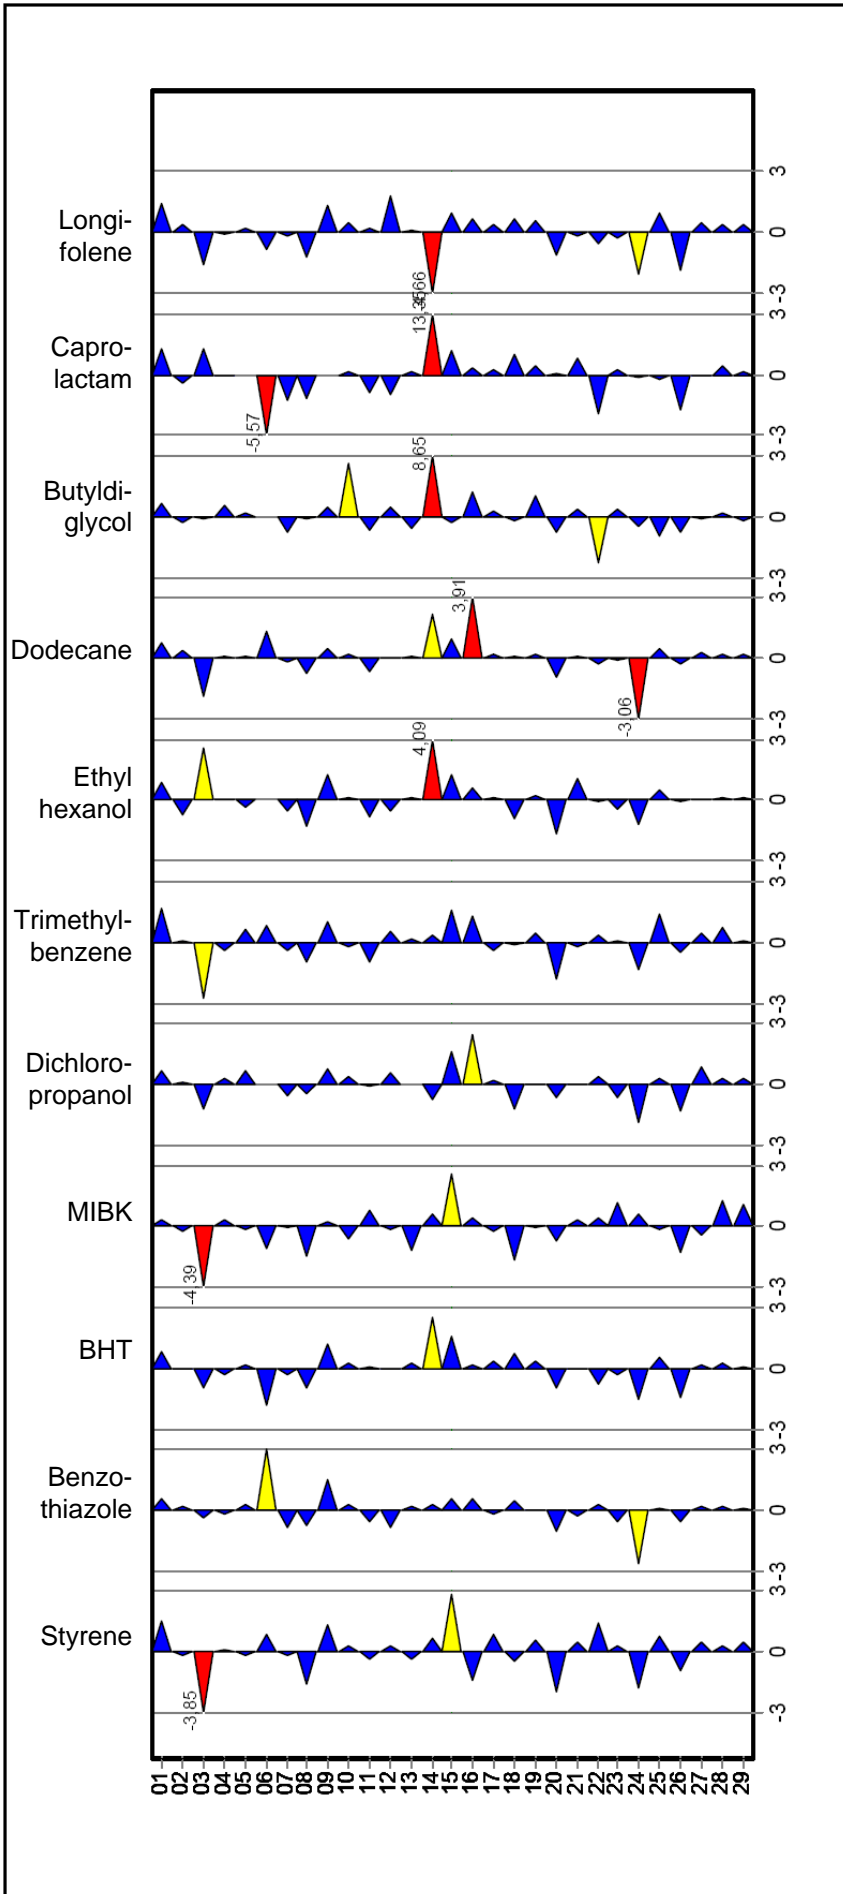 3
Longi-
folene
0
-3
3
13,35
Capro-
lactam
0
-5,57
-3
8,65
3
Butyldi-
glycol
0
-3
3,91
3
Dodecane
0
-3,06
-3
4,09
3
Ethyl
hexanol
0
-3
3
Trimethyl-
benzene
0
-3
3
Dichloro-
propanol
0
-3
3
MIBK
0
-4,39
-3
3
BHT
0
-3
3
Benzo-
thiazole
0
-3
3
Styrene
0
-3,85
-3
01 02 03 04 05 06 07 08 09 10 11 12 13 14 15 16 17 18 19 20 21 22 23 24 25 26 27 28 29